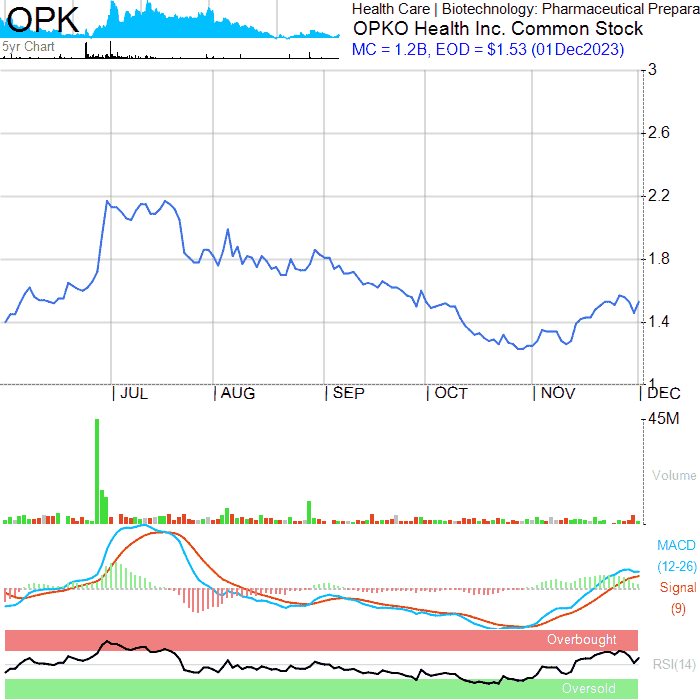 OPK
5yr Chart
Health Care | Biotechnology: Pharmaceutical Prepara
OPKO Health Inc. Common Stock
MC = 1.2B, EOD = $1.53 (01Dec2023)
3
2.6
2.2
1.8
1.4
1
JUL
AUG
SEP
OCT
NOV
DEC
45M
Volume
MACD
(12-26)
Signal
(9)
Overbought
RSI(14)
Oversold